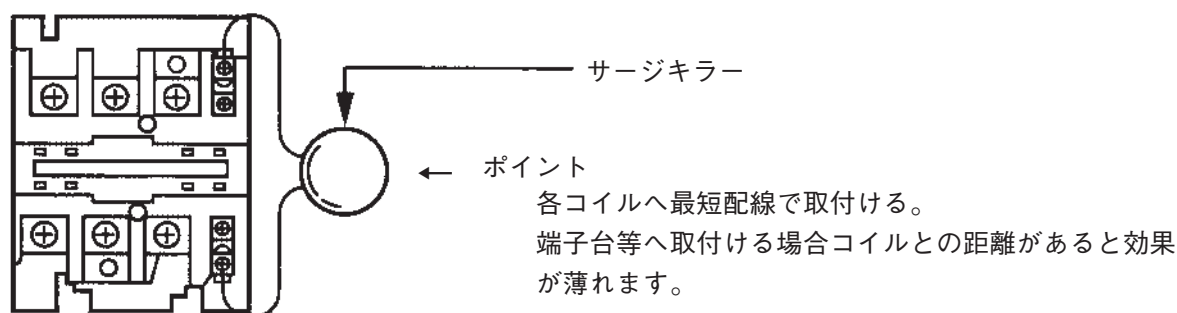 サージキラー
← ポイント
各コイルへ最短配線で取付ける。
端子台等へ取付ける場合コイルとの距離があると効果
が薄れます。